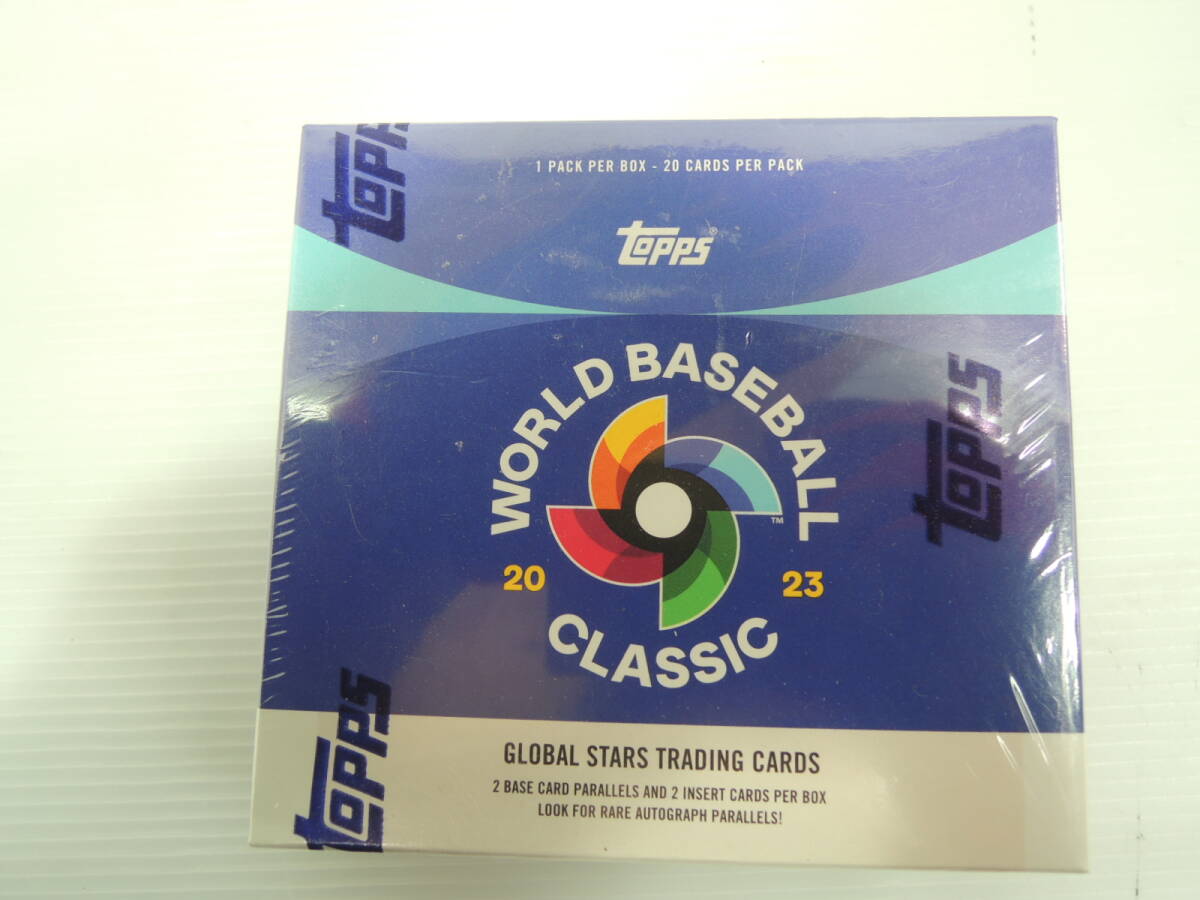 1 PACK PER BOX - 20 CARDS PER PACK
topps®
WORLD BASEBALL
™
20 23
CLASSIC
GLOBAL STARS TRADING CARDS
2 BASE CARD PARALLELS AND 2 INSERT CARDS PER BOX
LOOK FOR RARE AUTOGRAPH PARALLELS!
topps
topps
topps